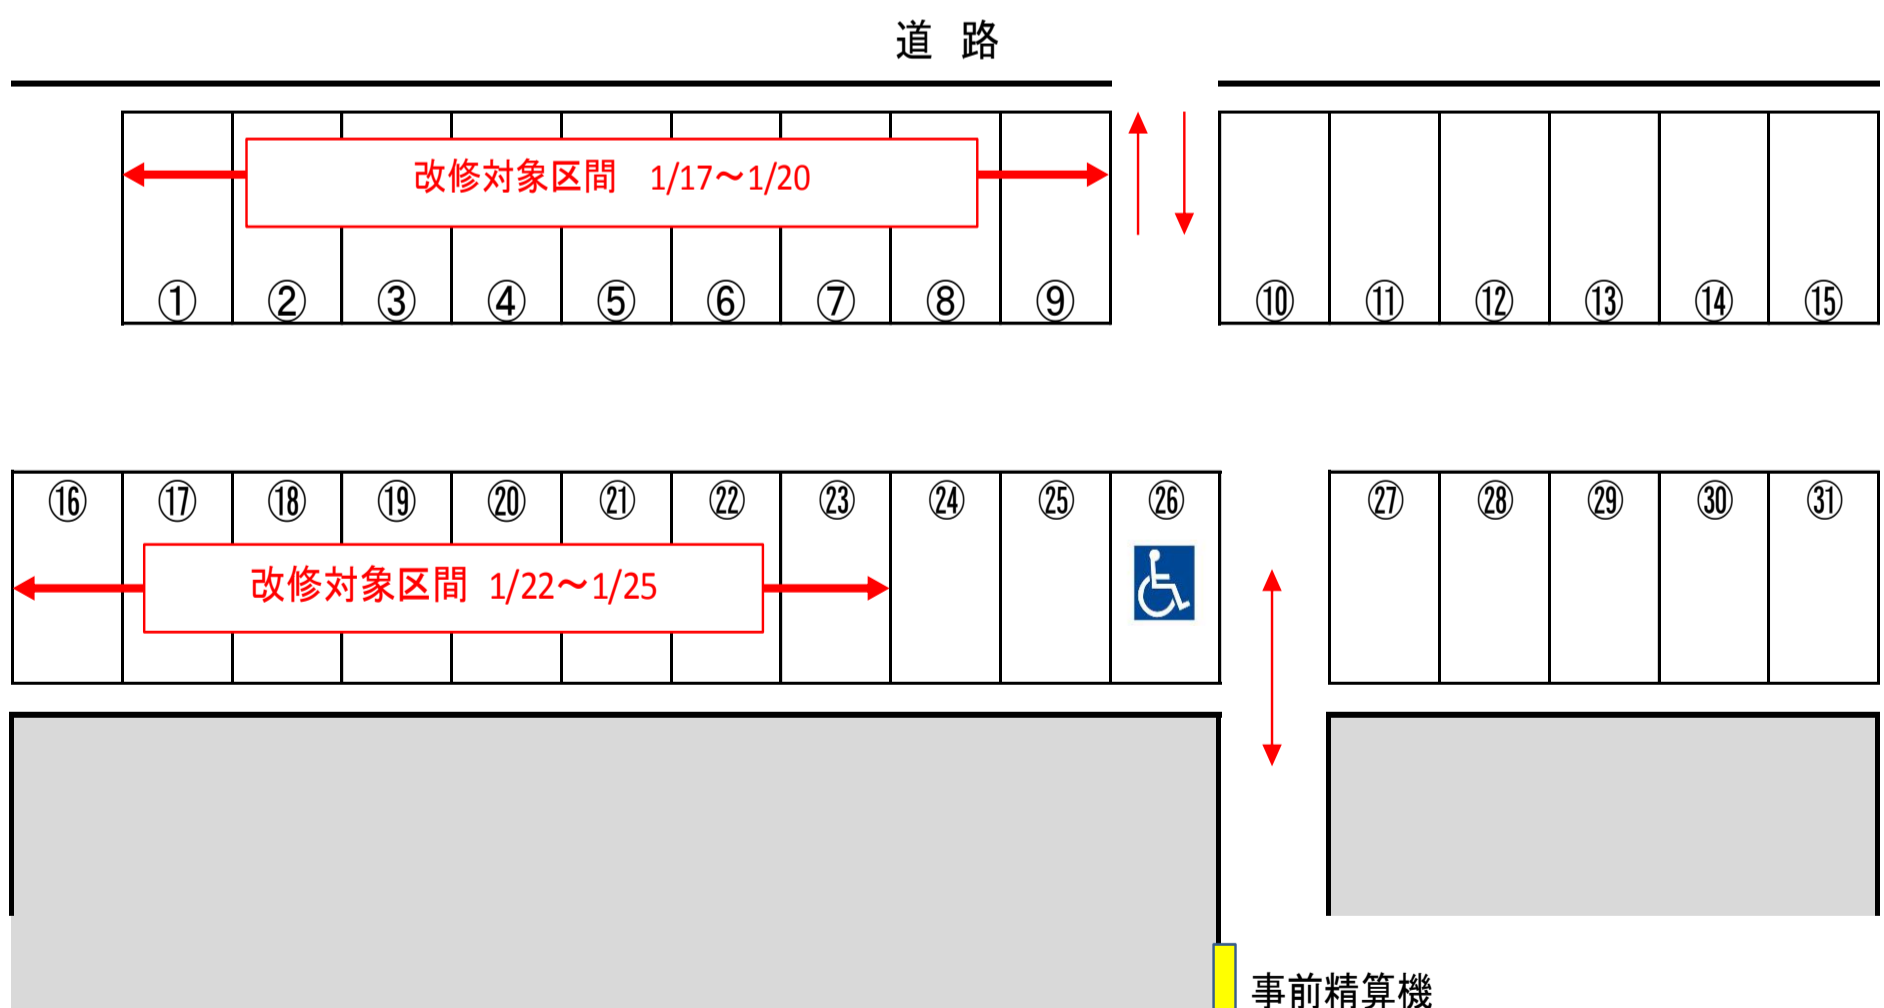 道 路
改修対象区間 1/17～1/20
① ② ③ ④ ⑤ ⑥ ⑦ ⑧ ⑨ ⑩ ⑪ ⑫ ⑬ ⑭ ⑮
⑯ ⑰ ⑱ ⑲ ⑳ ㉑ ㉒ ㉓ ㉔ ㉕ ㉖ ㉗ ㉘ ㉙ ㉚ ㉛
改修対象区間 1/22～1/25
事前精算機